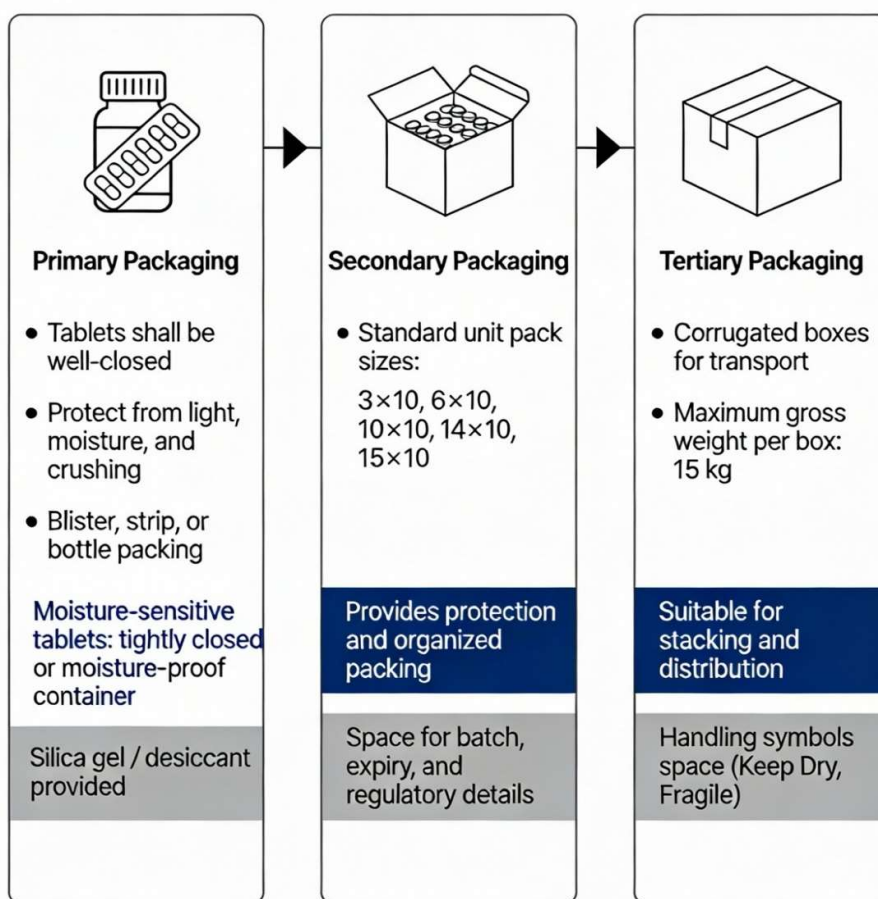 Primary Packaging
• Tablets shall be
well-closed
• Protect from light,
moisture, and
crushing
• Blister, strip, or
bottle packing
Moisture-sensitive
tablets: tightly closed
or moisture-proof
container
Silica gel / desiccant
provided
Secondary Packaging
• Standard unit pack
sizes:
3×10, 6×10,
10×10, 14×10,
15×10
Provides protection
and organized
packing
Space for batch,
expiry, and
regulatory details
Tertiary Packaging
• Corrugated boxes
for transport
• Maximum gross
weight per box:
15 kg
Suitable for
stacking and
distribution
Handling symbols
space (Keep Dry,
Fragile)